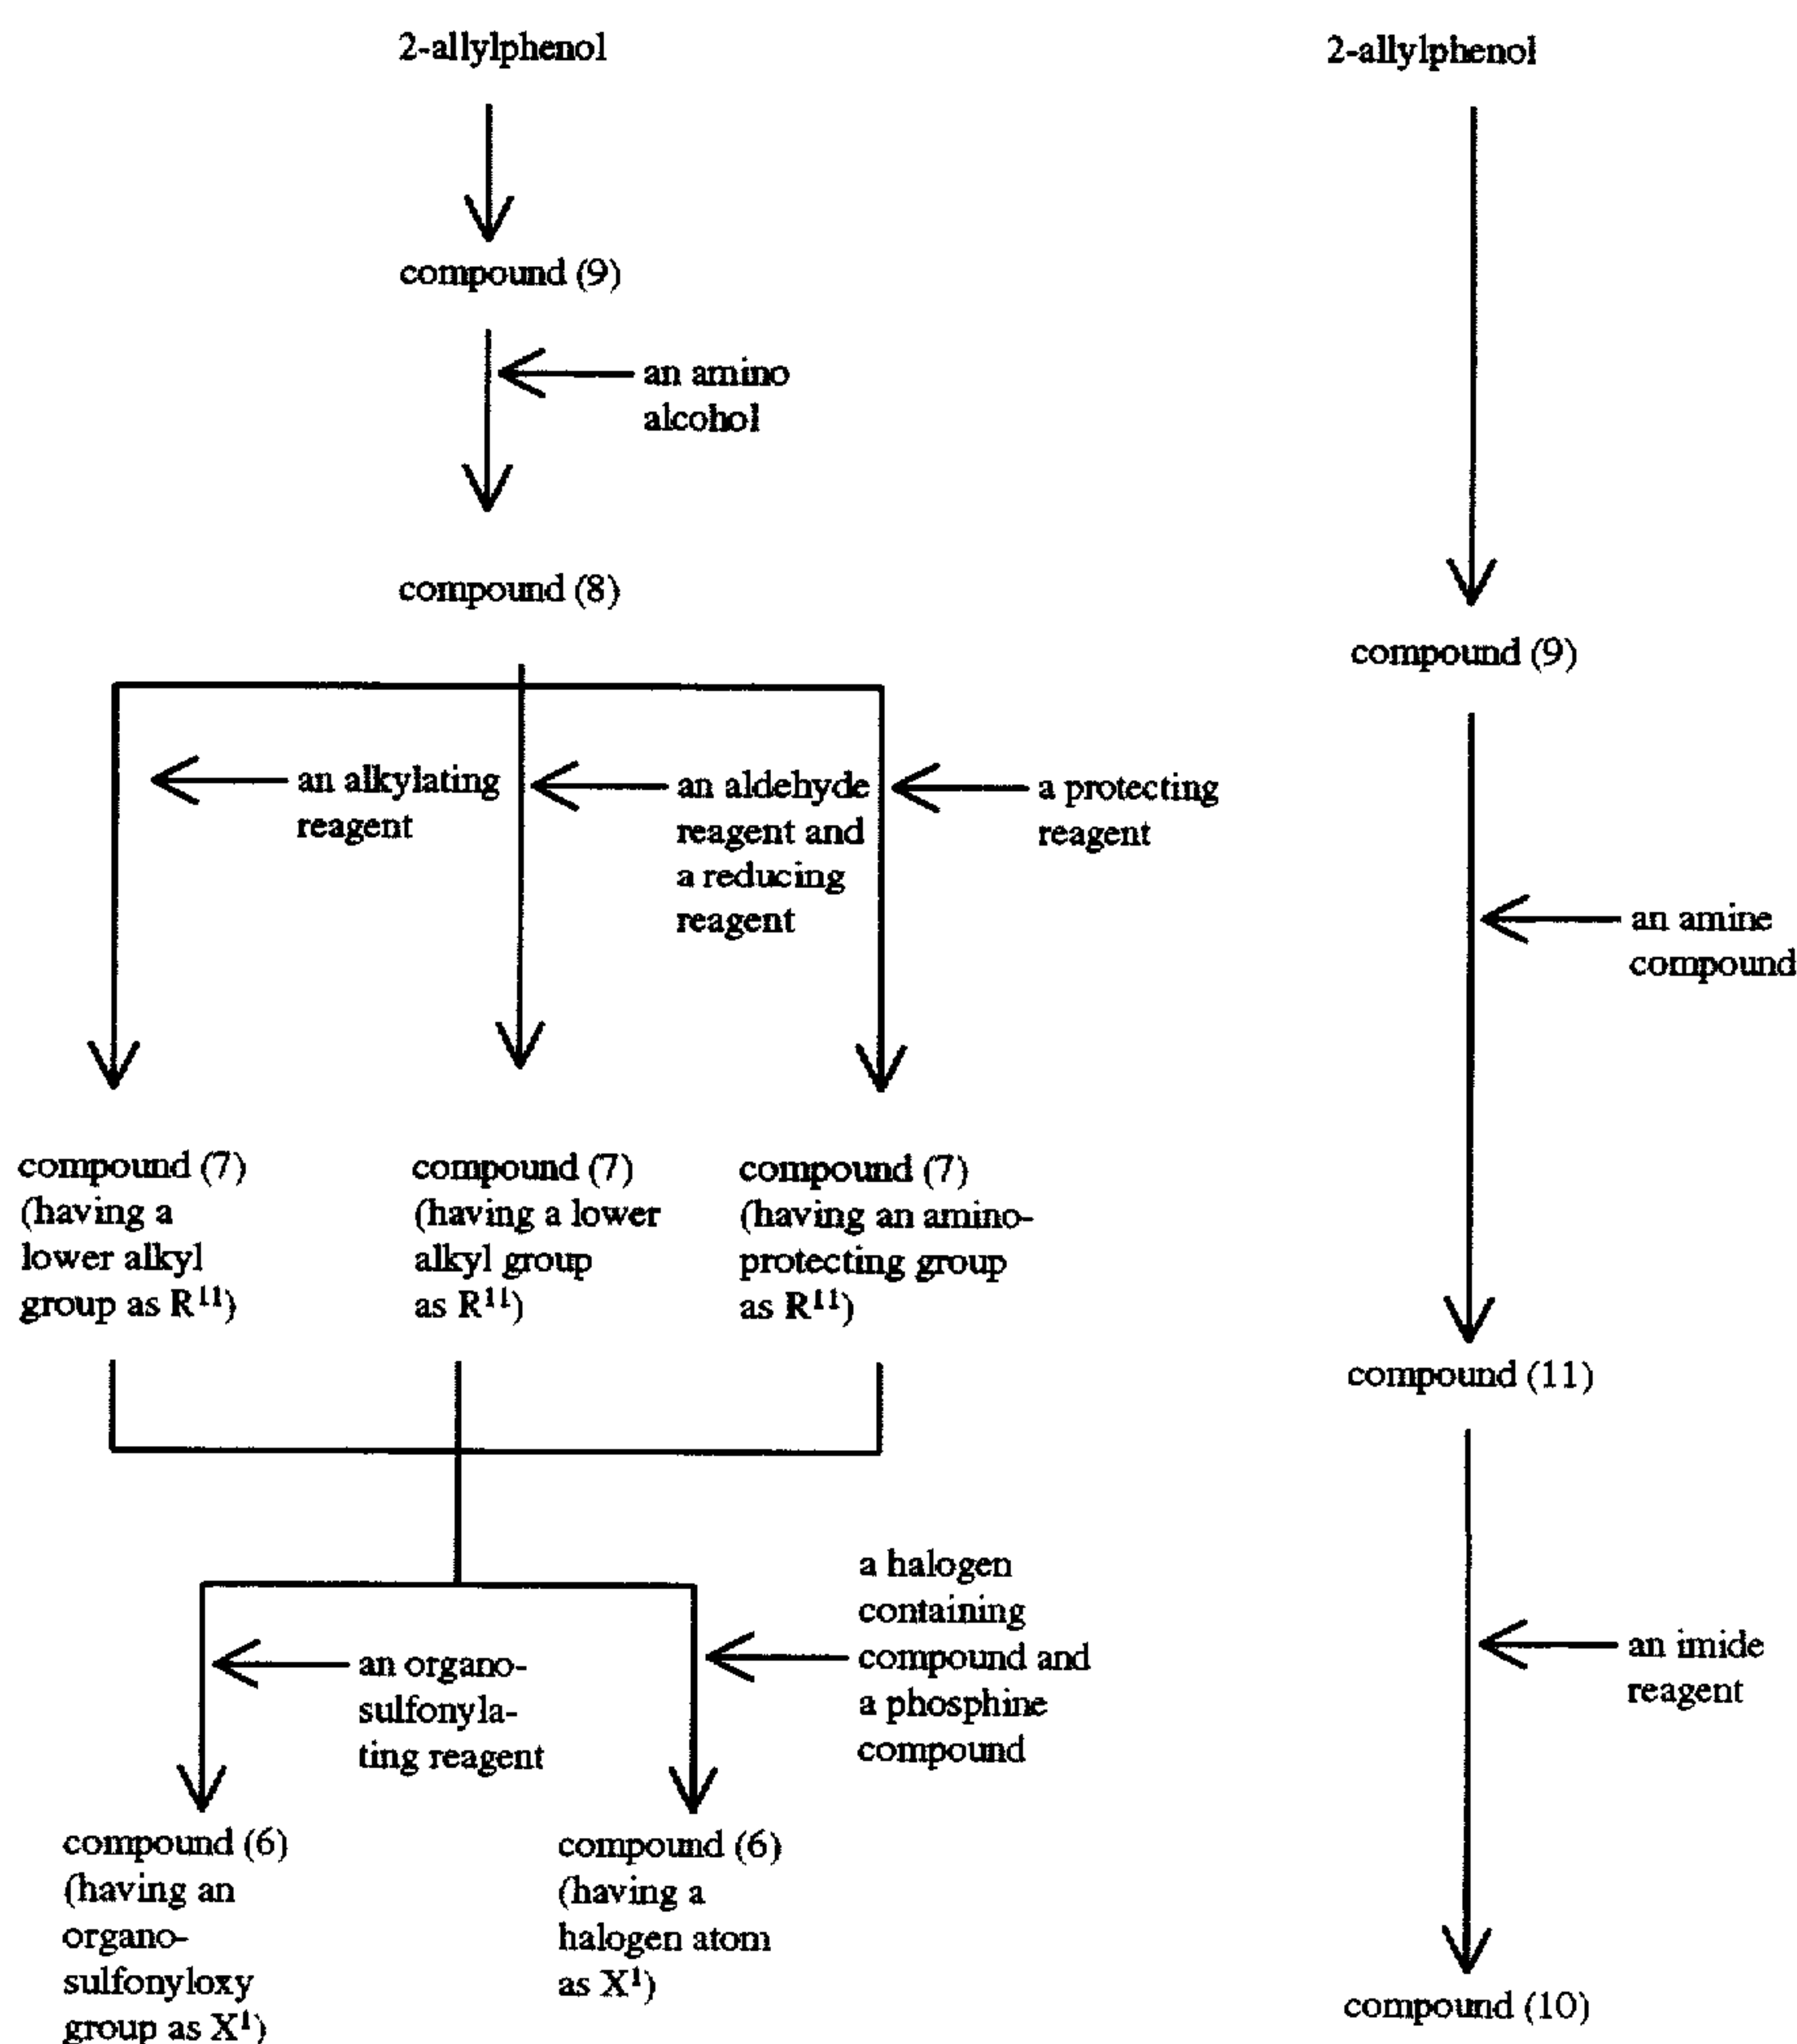 2-allylphenol
compound (9)
an amino
alcohol
compound (8)
an alkylating
reagent
an aldehyde
reagent and
a reducing
reagent
a protecting
reagent
compound (7)
(having a
lower alkyl
group as R¹¹)
compound (7)
(having a lower
alkyl group
as R¹¹)
compound (7)
(having an amino-
protecting group
as R¹¹)
an organo-
sulfonyla-
ting reagent
a halogen
containing
compound and
a phosphine
compound
compound (6)
(having an
organo-
sulfonyloxy
group as X¹)
compound (6)
(having a
halogen atom
as X¹)
2-allylphenol
compound (9)
an amine
compound
compound (11)
an imide
reagent
compound (10)